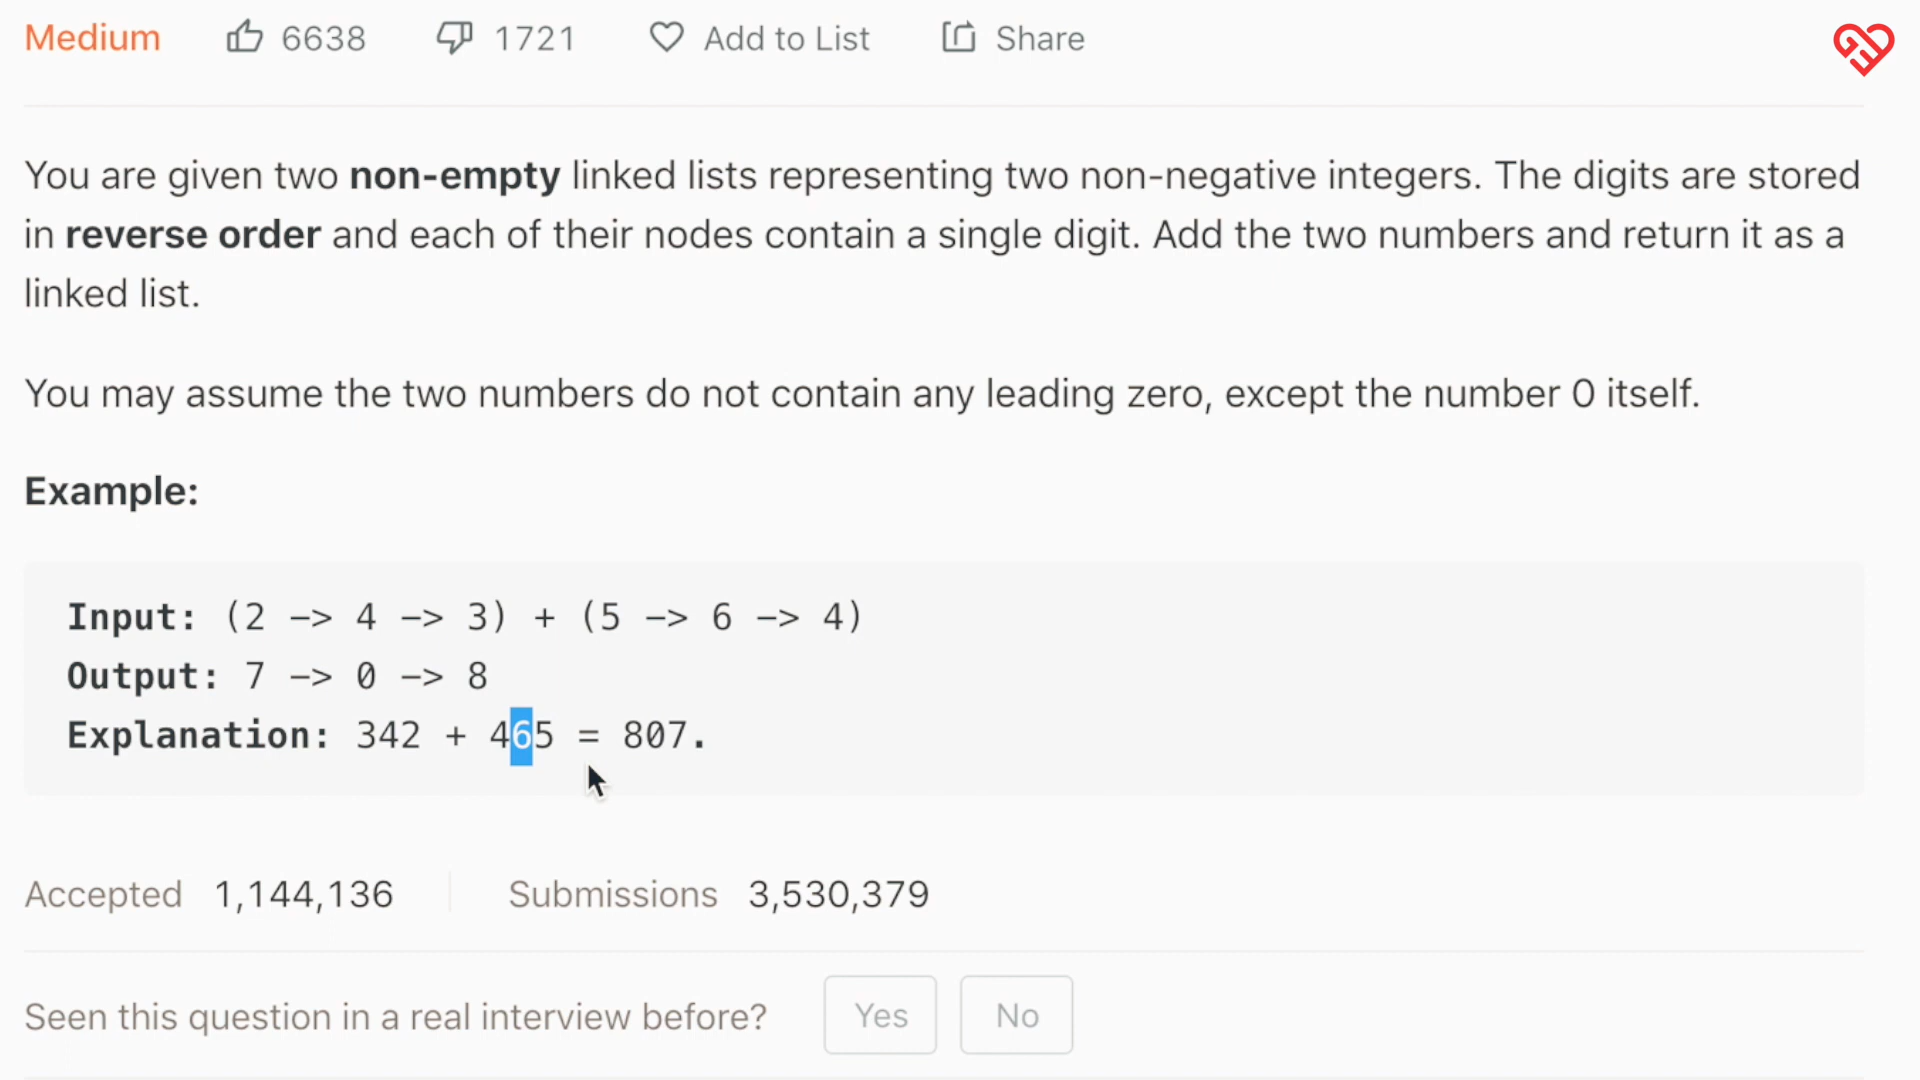 Medium 6638 1721 Add to List Share
You are given two non-empty linked lists representing two non-negative integers. The digits are stored
in reverse order and each of their nodes contain a single digit. Add the two numbers and return it as a
linked list.
You may assume the two numbers do not contain any leading zero, except the number 0 itself.
Example:
Input: (2 -> 4 -> 3) + (5 -> 6 -> 4)
Output: 7 -> 0 -> 8
Explanation: 342 + 465 = 807.
Accepted 1,144,136 Submissions 3,530,379
Seen this question in a real interview before? Yes No